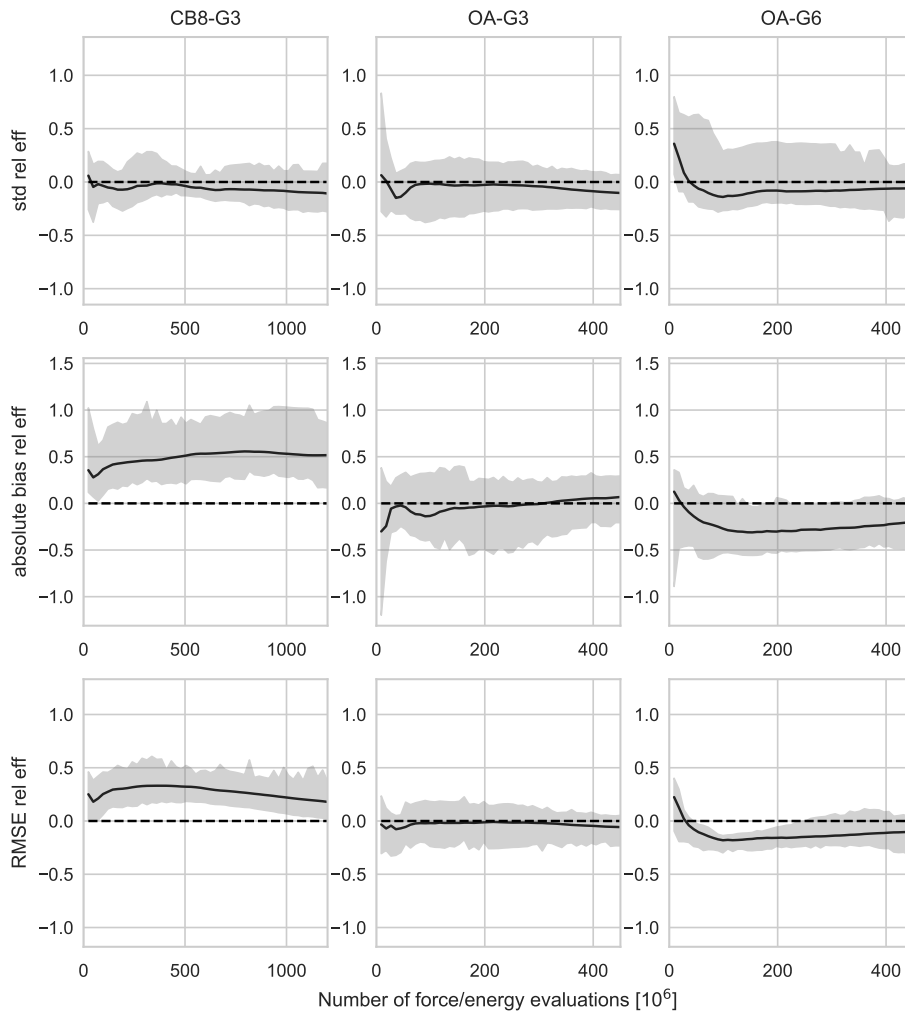 CB8-G3 OA-G3 OA-G6
std rel eff
1.0 1.0 1.0
0.5 0.5 0.5
0.0 0.0 0.0
−0.5 −0.5 −0.5
−1.0 −1.0 −1.0
0 500 1000 0 200 400 0 200 400
absolute bias rel eff
1.5 1.5 1.5
1.0 1.0 1.0
0.5 0.5 0.5
0.0 0.0 0.0
−0.5 −0.5 −0.5
−1.0 −1.0 −1.0
0 500 1000 0 200 400 0 200 400
RMSE rel eff
1.0 1.0 1.0
0.5 0.5 0.5
0.0 0.0 0.0
−0.5 −0.5 −0.5
−1.0 −1.0 −1.0
0 500 1000 0 200 400 0 200 400
Number of force/energy evaluations [10⁶]